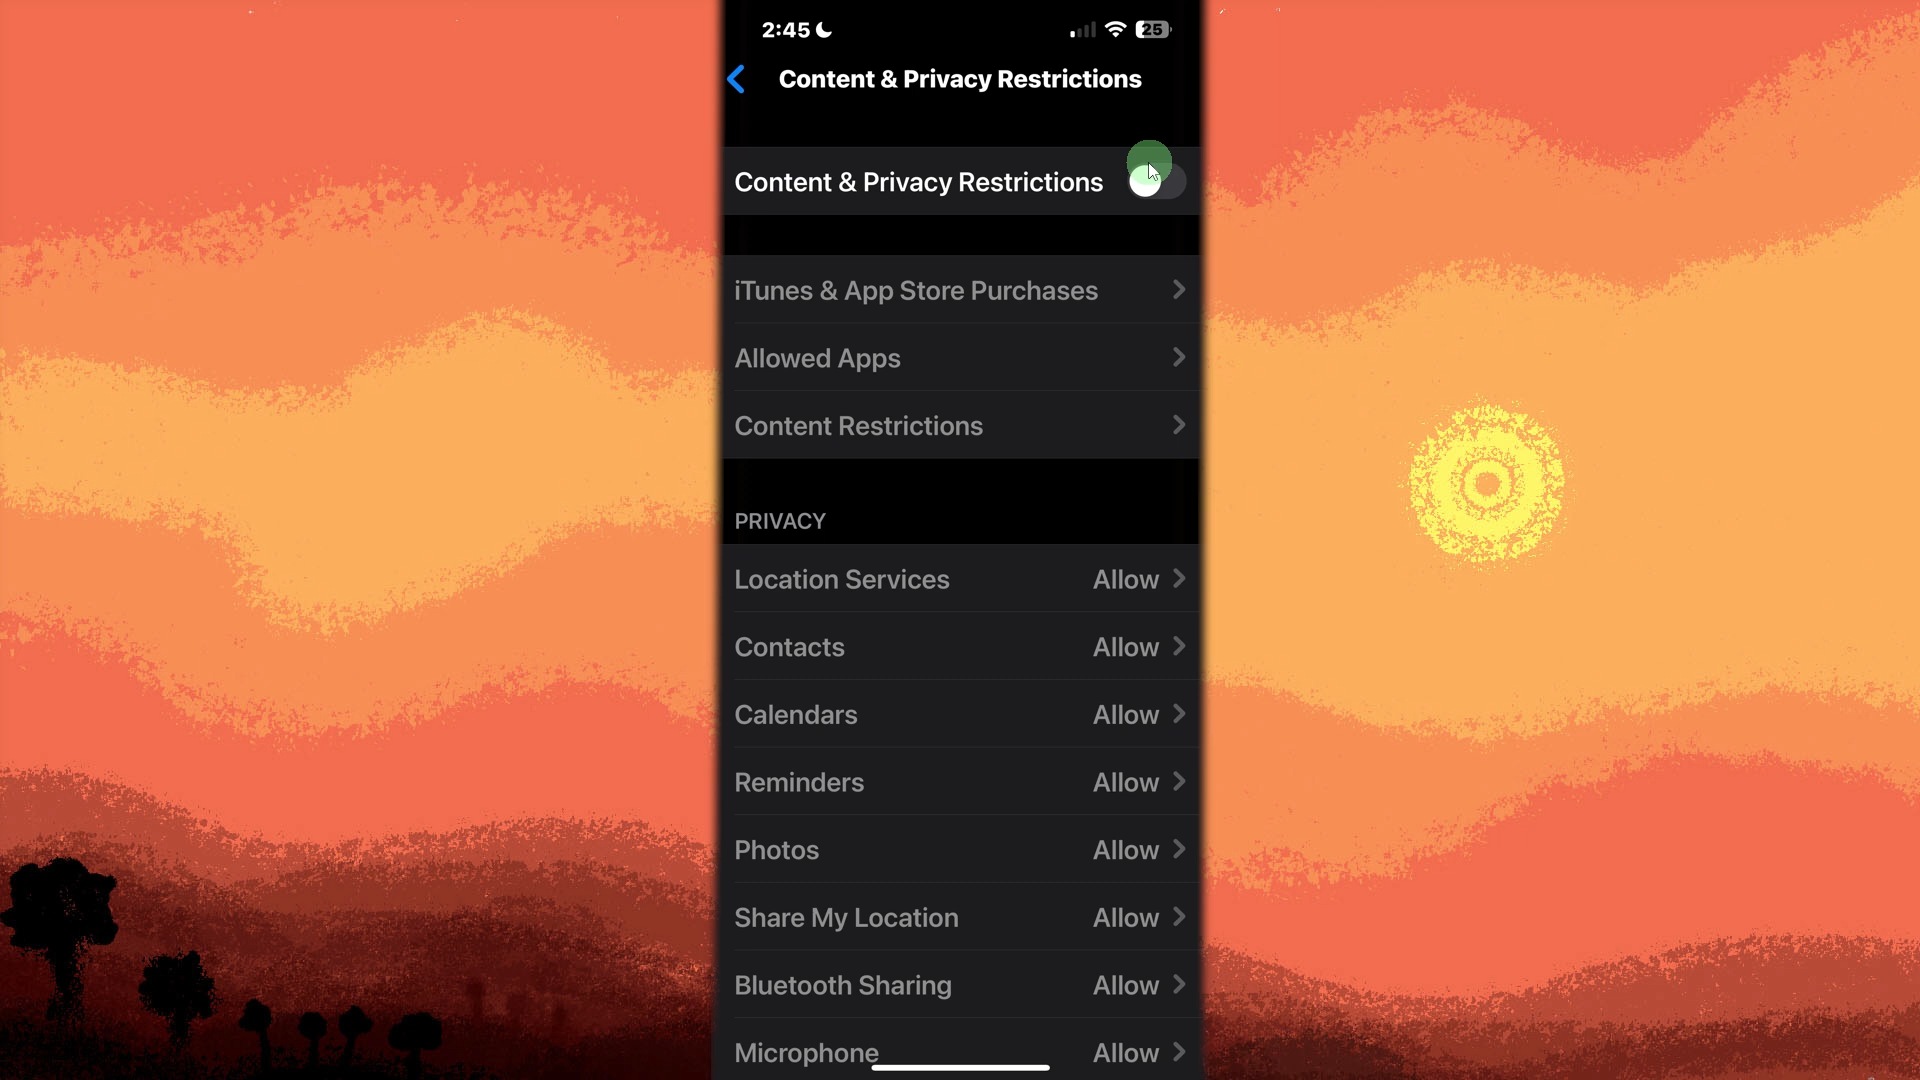 2:45
25
Content & Privacy Restrictions
Content & Privacy Restrictions
iTunes & App Store Purchases
Allowed Apps
Content Restrictions
PRIVACY
Location Services Allow
Contacts Allow
Calendars Allow
Reminders Allow
Photos Allow
Share My Location Allow
Bluetooth Sharing Allow
Microphone Allow